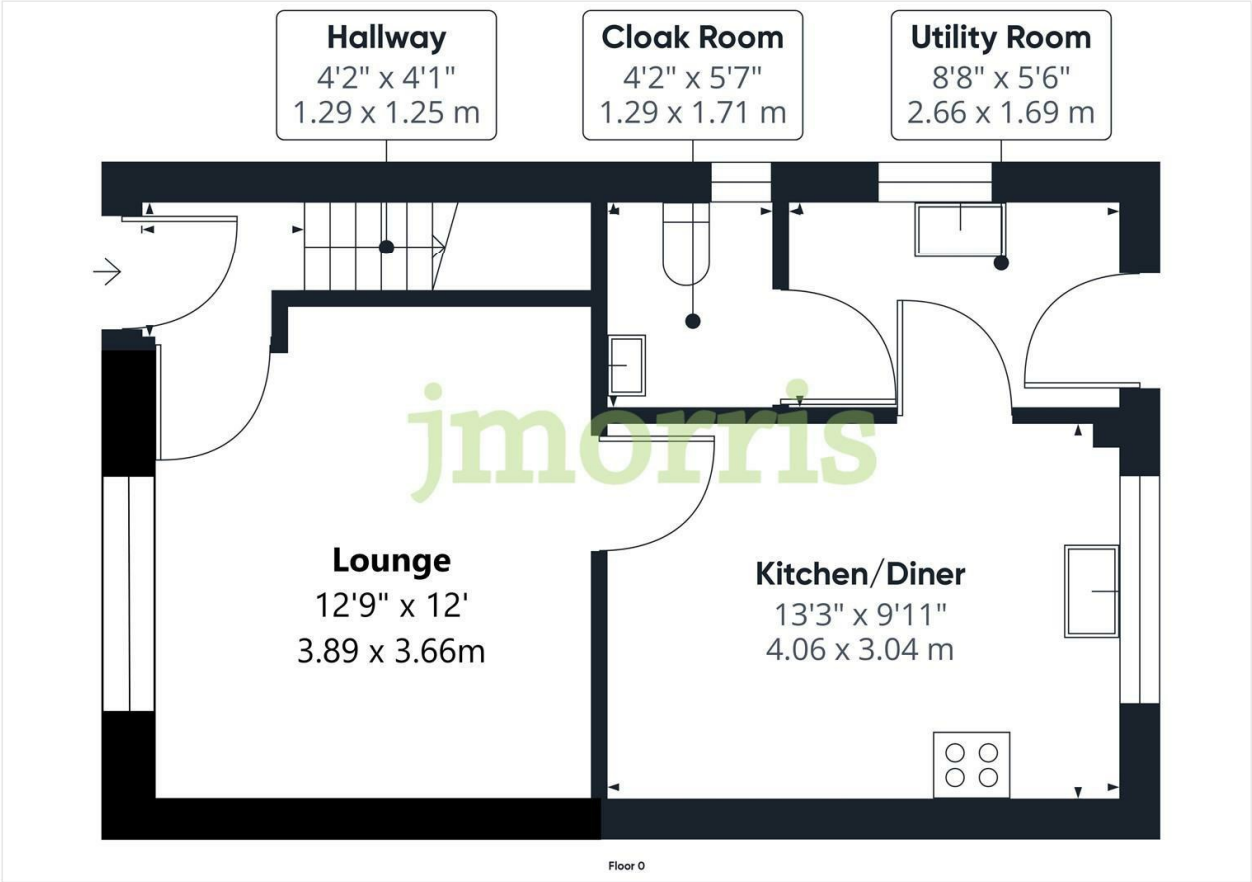 Hallway
4'2" x 4'1"
1.29 x 1.25 m
Cloak Room
4'2" x 5'7"
1.29 x 1.71 m
Utility Room
8'8" x 5'6"
2.66 x 1.69 m
jmorris
Lounge
12'9" x 12'
3.89 x 3.66m
Kitchen/Diner
13'3" x 9'11"
4.06 x 3.04 m
Floor 0